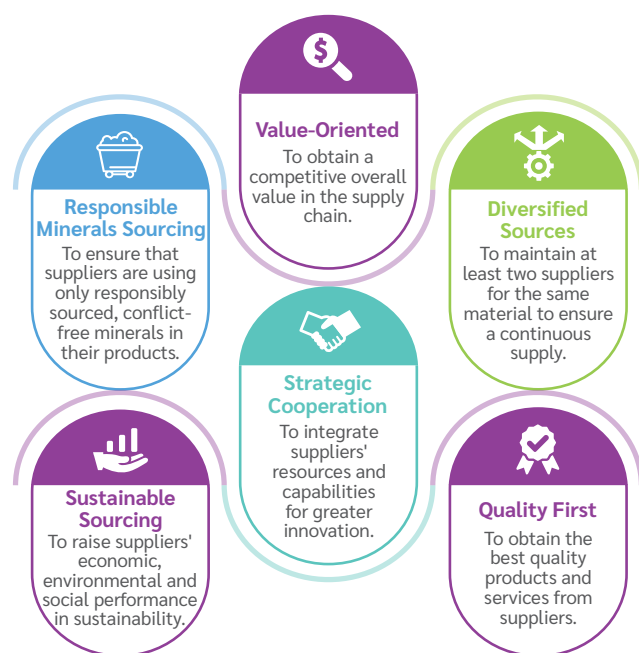 $
Value-Oriented
To obtain a
competitive overall
value in the supply
chain.
Responsible
Minerals Sourcing
To ensure that
suppliers are using
only responsibly
sourced, conflict-
free minerals in
their products.
Diversified
Sources
To maintain at
least two suppliers
for the same
material to ensure
a continuous
supply.
Strategic
Cooperation
To integrate
suppliers'
resources and
capabilities
for greater
innovation.
Sustainable
Sourcing
To raise suppliers'
economic,
environmental and
social performance
in sustainability.
Quality First
To obtain the
best quality
products and
services from
suppliers.